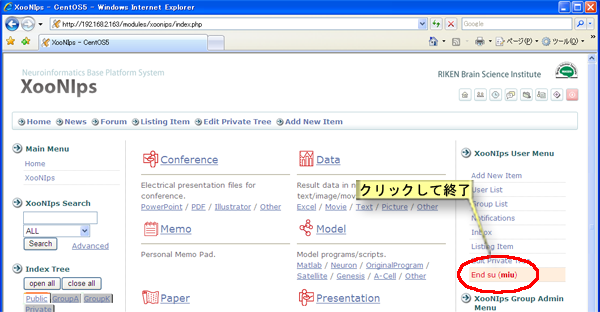 XooNIps - CentOS5 - Windows Internet Explorer
http://192.168.2.163/modules/xoonips/index.php
XooNIps - CentOS5
ページ(P)
ツール(O)
Neuroinformatics Base Platform System
XooNIps
RIKEN Brain Science Institute
Home
News
Forum
Listing Item
Edit Private Tree
Add New Item
Main Menu
Home
XooNIps
XooNIps Search
ALL
Search
Advanced
Index Tree
open all
close all
Public
GroupA
GroupK
Private
Conference
Electrical presentation files for conference.
PowerPoint / PDF / Illustrator / Other
Memo
Personal Memo Pad.
Paper
Data
Result data in
text/image/mov
Excel / Movie / Text / Picture / Other
Model
Model programs/scripts.
Matlab / Neuron / OriginalProgram / Satellite / Genesis / A-Cell / Other
Presentation
クリックして終了
XooNIps User Menu
Add New Item
User List
Group List
Notifications
Inbox
Listing Item
Edit Private
End su (miu)
XooNIps Group Admin Menu